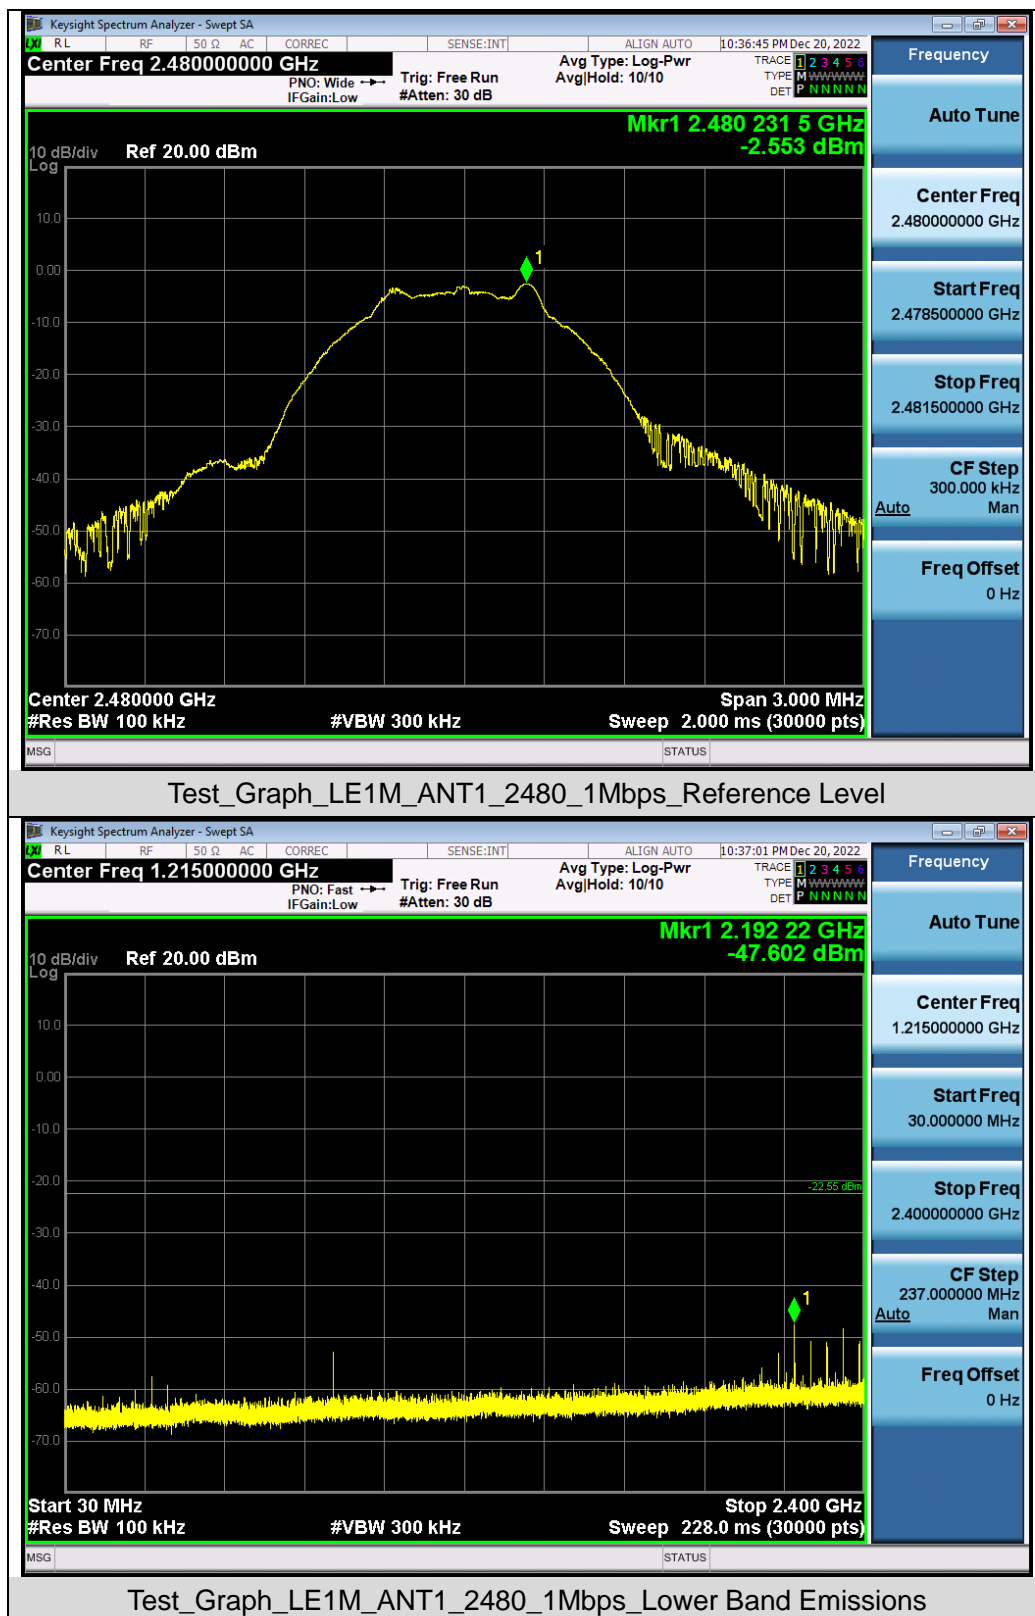 Keysight Spectrum Analyzer - Swept SA
LXI RL RF 50 Ω AC CORREC SENSE:INT ALIGN AUTO 10:36:45 PM Dec 20, 2022
Center Freq 2.480000000 GHz
PNO: Wide
IFGain:Low
Trig: Free Run
#Atten: 30 dB
Avg Type: Log-Pwr
Avg|Hold: 10/10
TRACE 1 2 3 4 5 6
TYPE M WWWWW
DET P N N N N N
Mkr1 2.480 231 5 GHz
-2.553 dBm
10 dB/div Ref 20.00 dBm
Log
10.0
0.00
-10.0
-20.0
-30.0
-40.0
-50.0
-60.0
-70.0
1
Center 2.480000 GHz Span 3.000 MHz
#Res BW 100 kHz #VBW 300 kHz Sweep 2.000 ms (30000 pts)
MSG STATUS
Frequency
Auto Tune
Center Freq
2.480000000 GHz
Start Freq
2.478500000 GHz
Stop Freq
2.481500000 GHz
CF Step
300.000 kHz
Auto Man
Freq Offset
0 Hz
Test_Graph_LE1M_ANT1_2480_1Mbps_Reference Level
Keysight Spectrum Analyzer - Swept SA
LXI RL RF 50 Ω AC CORREC SENSE:INT ALIGN AUTO 10:37:01 PM Dec 20, 2022
Center Freq 1.215000000 GHz
PNO: Fast
IFGain:Low
Trig: Free Run
#Atten: 30 dB
Avg Type: Log-Pwr
Avg|Hold: 10/10
TRACE 1 2 3 4 5 6
TYPE M WWWWW
DET P N N N N N
Mkr1 2.192 22 GHz
-47.602 dBm
10 dB/div Ref 20.00 dBm
Log
10.0
0.00
-10.0
-20.0
-30.0
-40.0
-50.0
-60.0
-70.0
-22.55 dBm
1
Start 30 MHz Stop 2.400 GHz
#Res BW 100 kHz #VBW 300 kHz Sweep 228.0 ms (30000 pts)
MSG STATUS
Frequency
Auto Tune
Center Freq
1.215000000 GHz
Start Freq
30.000000 MHz
Stop Freq
2.400000000 GHz
CF Step
237.000000 MHz
Auto Man
Freq Offset
0 Hz
Test_Graph_LE1M_ANT1_2480_1Mbps_Lower Band Emissions